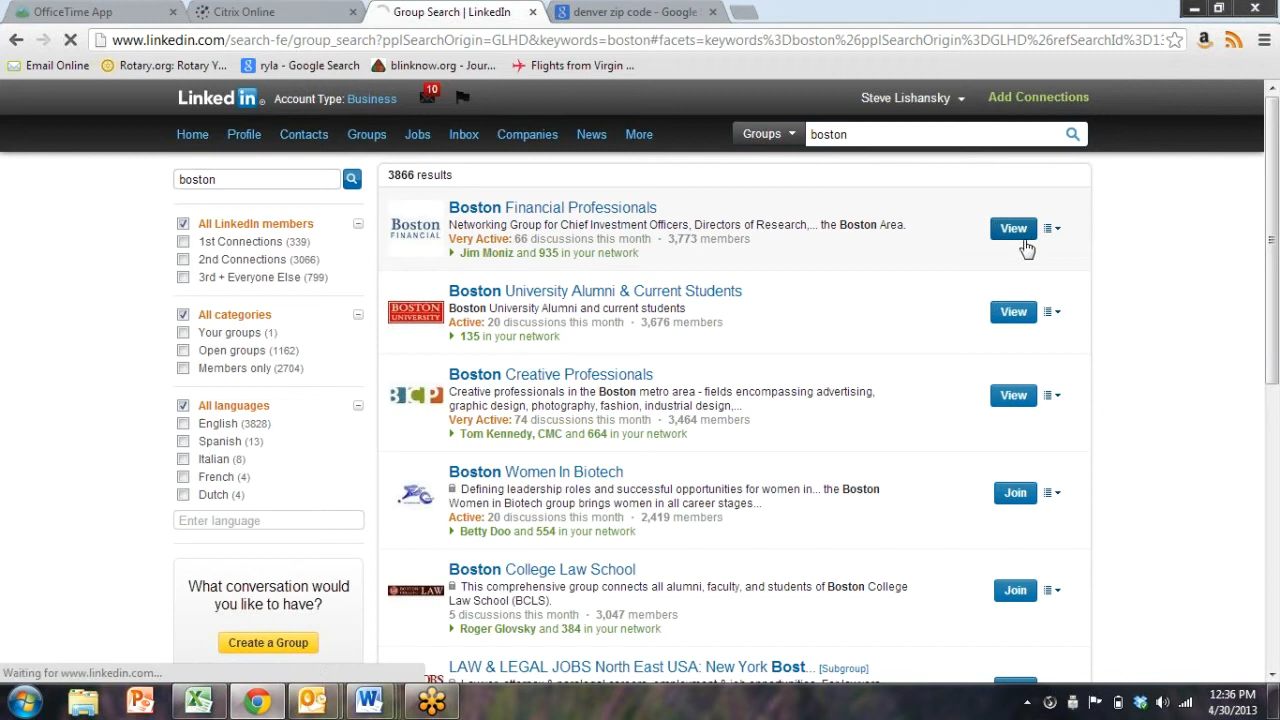 OfficeTime App
Citrix Online
Group Search | LinkedIn
denver zip code - Google
www.linkedin.com/search-fe/group_search?pplSearchOrigin=GLHD&keywords=boston#facets=keywords%3Dboston%26pplSearchOrigin%3DGLHD%26refSearchId%3D1
Email Online
Rotary.org: Rotary Y...
ryla - Google Search
blinknow.org - Jour...
Flights from Virgin ...
Linked in
Account Type: Business
10
Steve Lishansky
Add Connections
Home
Profile
Contacts
Groups
Jobs
Inbox
Companies
News
More
Groups
boston
boston
All LinkedIn members
1st Connections (339)
2nd Connections (3066)
3rd + Everyone Else (799)
All categories
Your groups (1)
Open groups (1162)
Members only (2704)
All languages
English (3828)
Spanish (13)
Italian (8)
French (4)
Dutch (4)
Enter language
What conversation would
you like to have?
Create a Group
3866 results
BOSTON
FINANCIAL
Boston Financial Professionals
Networking Group for Chief Investment Officers, Directors of Research,... the Boston Area.
Very Active: 66 discussions this month · 3,773 members
Jim Moniz and 935 in your network
View
BOSTON
UNIVERSITY
Boston University Alumni & Current Students
Boston University Alumni and current students
Active: 20 discussions this month · 3,676 members
135 in your network
View
BCP
Boston Creative Professionals
Creative professionals in the Boston metro area - fields encompassing advertising,
graphic design, photography, fashion, industrial design,...
Very Active: 74 discussions this month · 3,464 members
Tom Kennedy, CMC and 664 in your network
View
Boston Women In Biotech
Defining leadership roles and successful opportunities for women in... the Boston
Women in Biotech group brings women in all career stages...
Active: 20 discussions this month · 2,419 members
Betty Doo and 554 in your network
Join
Boston College Law School
This comprehensive group connects all alumni, faculty, and students of Boston College
Law School (BCLS).
5 discussions this month · 3,047 members
Roger Glovsky and 384 in your network
Join
LAW & LEGAL JOBS North East USA: New York Bost... [Subgroup]
Waiting for www.linkedin.com...
12:36 PM
4/30/2013